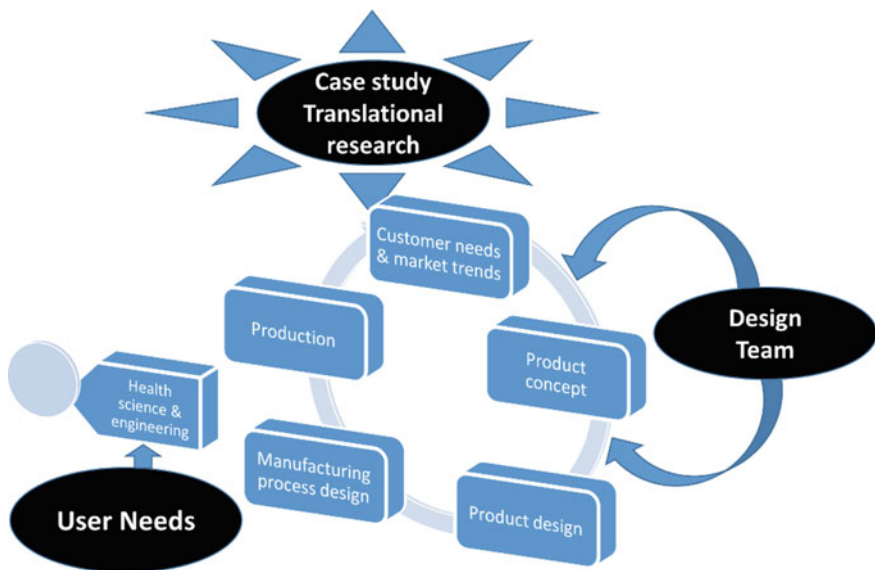 Case study
Translational
research
Customer needs
& market trends
Production
Design
Team
Product
concept
Health
science &
engineering
Manufacturing
process design
Product design
User Needs